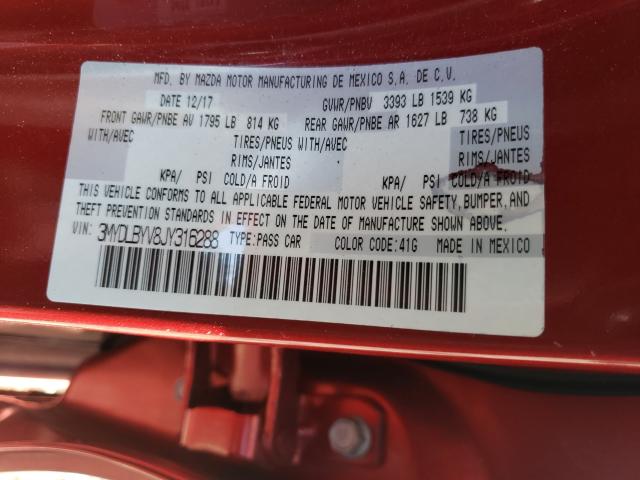 MFD. BY MAZDA MOTOR MANUFACTURING DE MEXICO S.A. DE C.V.
DATE 12/17 GVWR/PNBV 3393 LB 1539 KG
FRONT GAWR/PNBE AV 1795 LB 814 KG REAR GAWR/PNBE AR 1627 LB 738 KG
WITH/AVEC TIRES/PNEUS WITH/AVEC TIRES/PNEUS
RIMS/JANTES RIMS/JANTES
KPA/ PSI COLD/A FROID KPA/ PSI COLD/A FROID
THIS VEHICLE CONFORMS TO ALL APPLICABLE FEDERAL MOTOR VEHICLE SAFETY, BUMPER, AND
THEFT PREVENTION STANDARDS IN EFFECT ON THE DATE OF MANUFACTURE SHOWN ABOVE.
VIN: 3MYDLBYV8JY316288 TYPE:PASS CAR COLOR CODE:41G MADE IN MEXICO